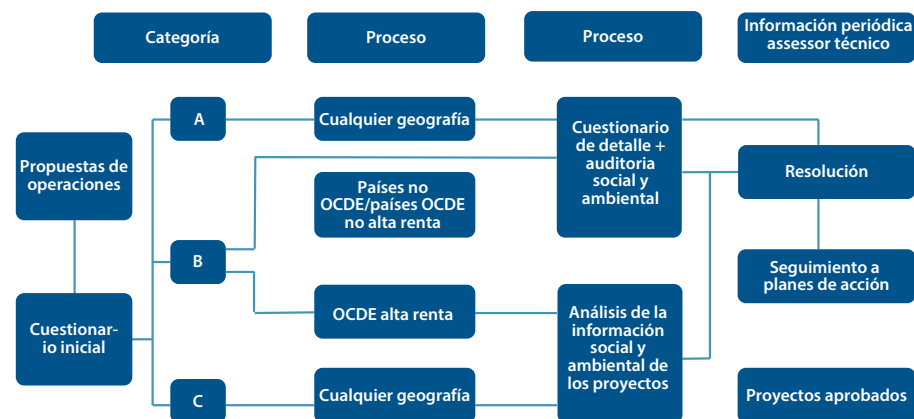 Categoría
Proceso
Proceso
Información periódica
assessor técnico
A
Cualquier geografía
Cuestionario
de detalle +
auditoria
social y
ambiental
Propuestas de
operaciones
Resolución
Países no
OCDE/países OCDE
no alta renta
B
Seguimiento a
planes de acción
Cuestionar-
io inicial
OCDE alta renta
Análisis de la
información
social y
ambiental de
los proyectos
C
Cualquier geografía
Proyectos aprobados